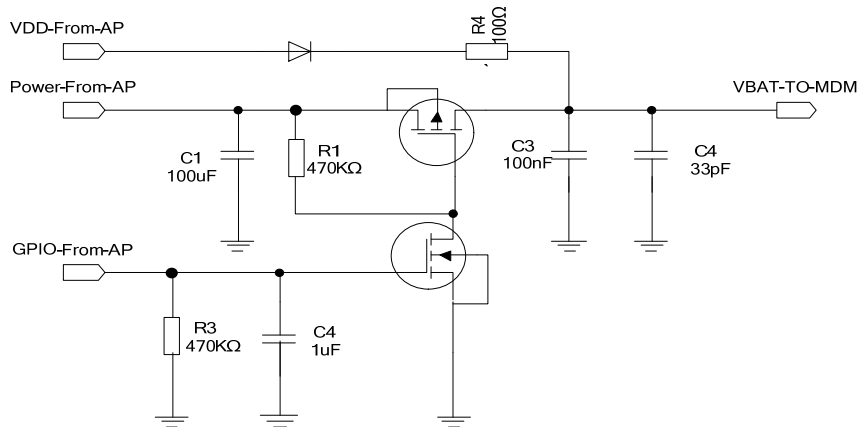 VDD-From-AP
R4
100Ω
Power-From-AP
VBAT-TO-MDM
C1
100uF
R1
470KΩ
C3
100nF
C4
33pF
GPIO-From-AP
R3
470KΩ
C4
1uF